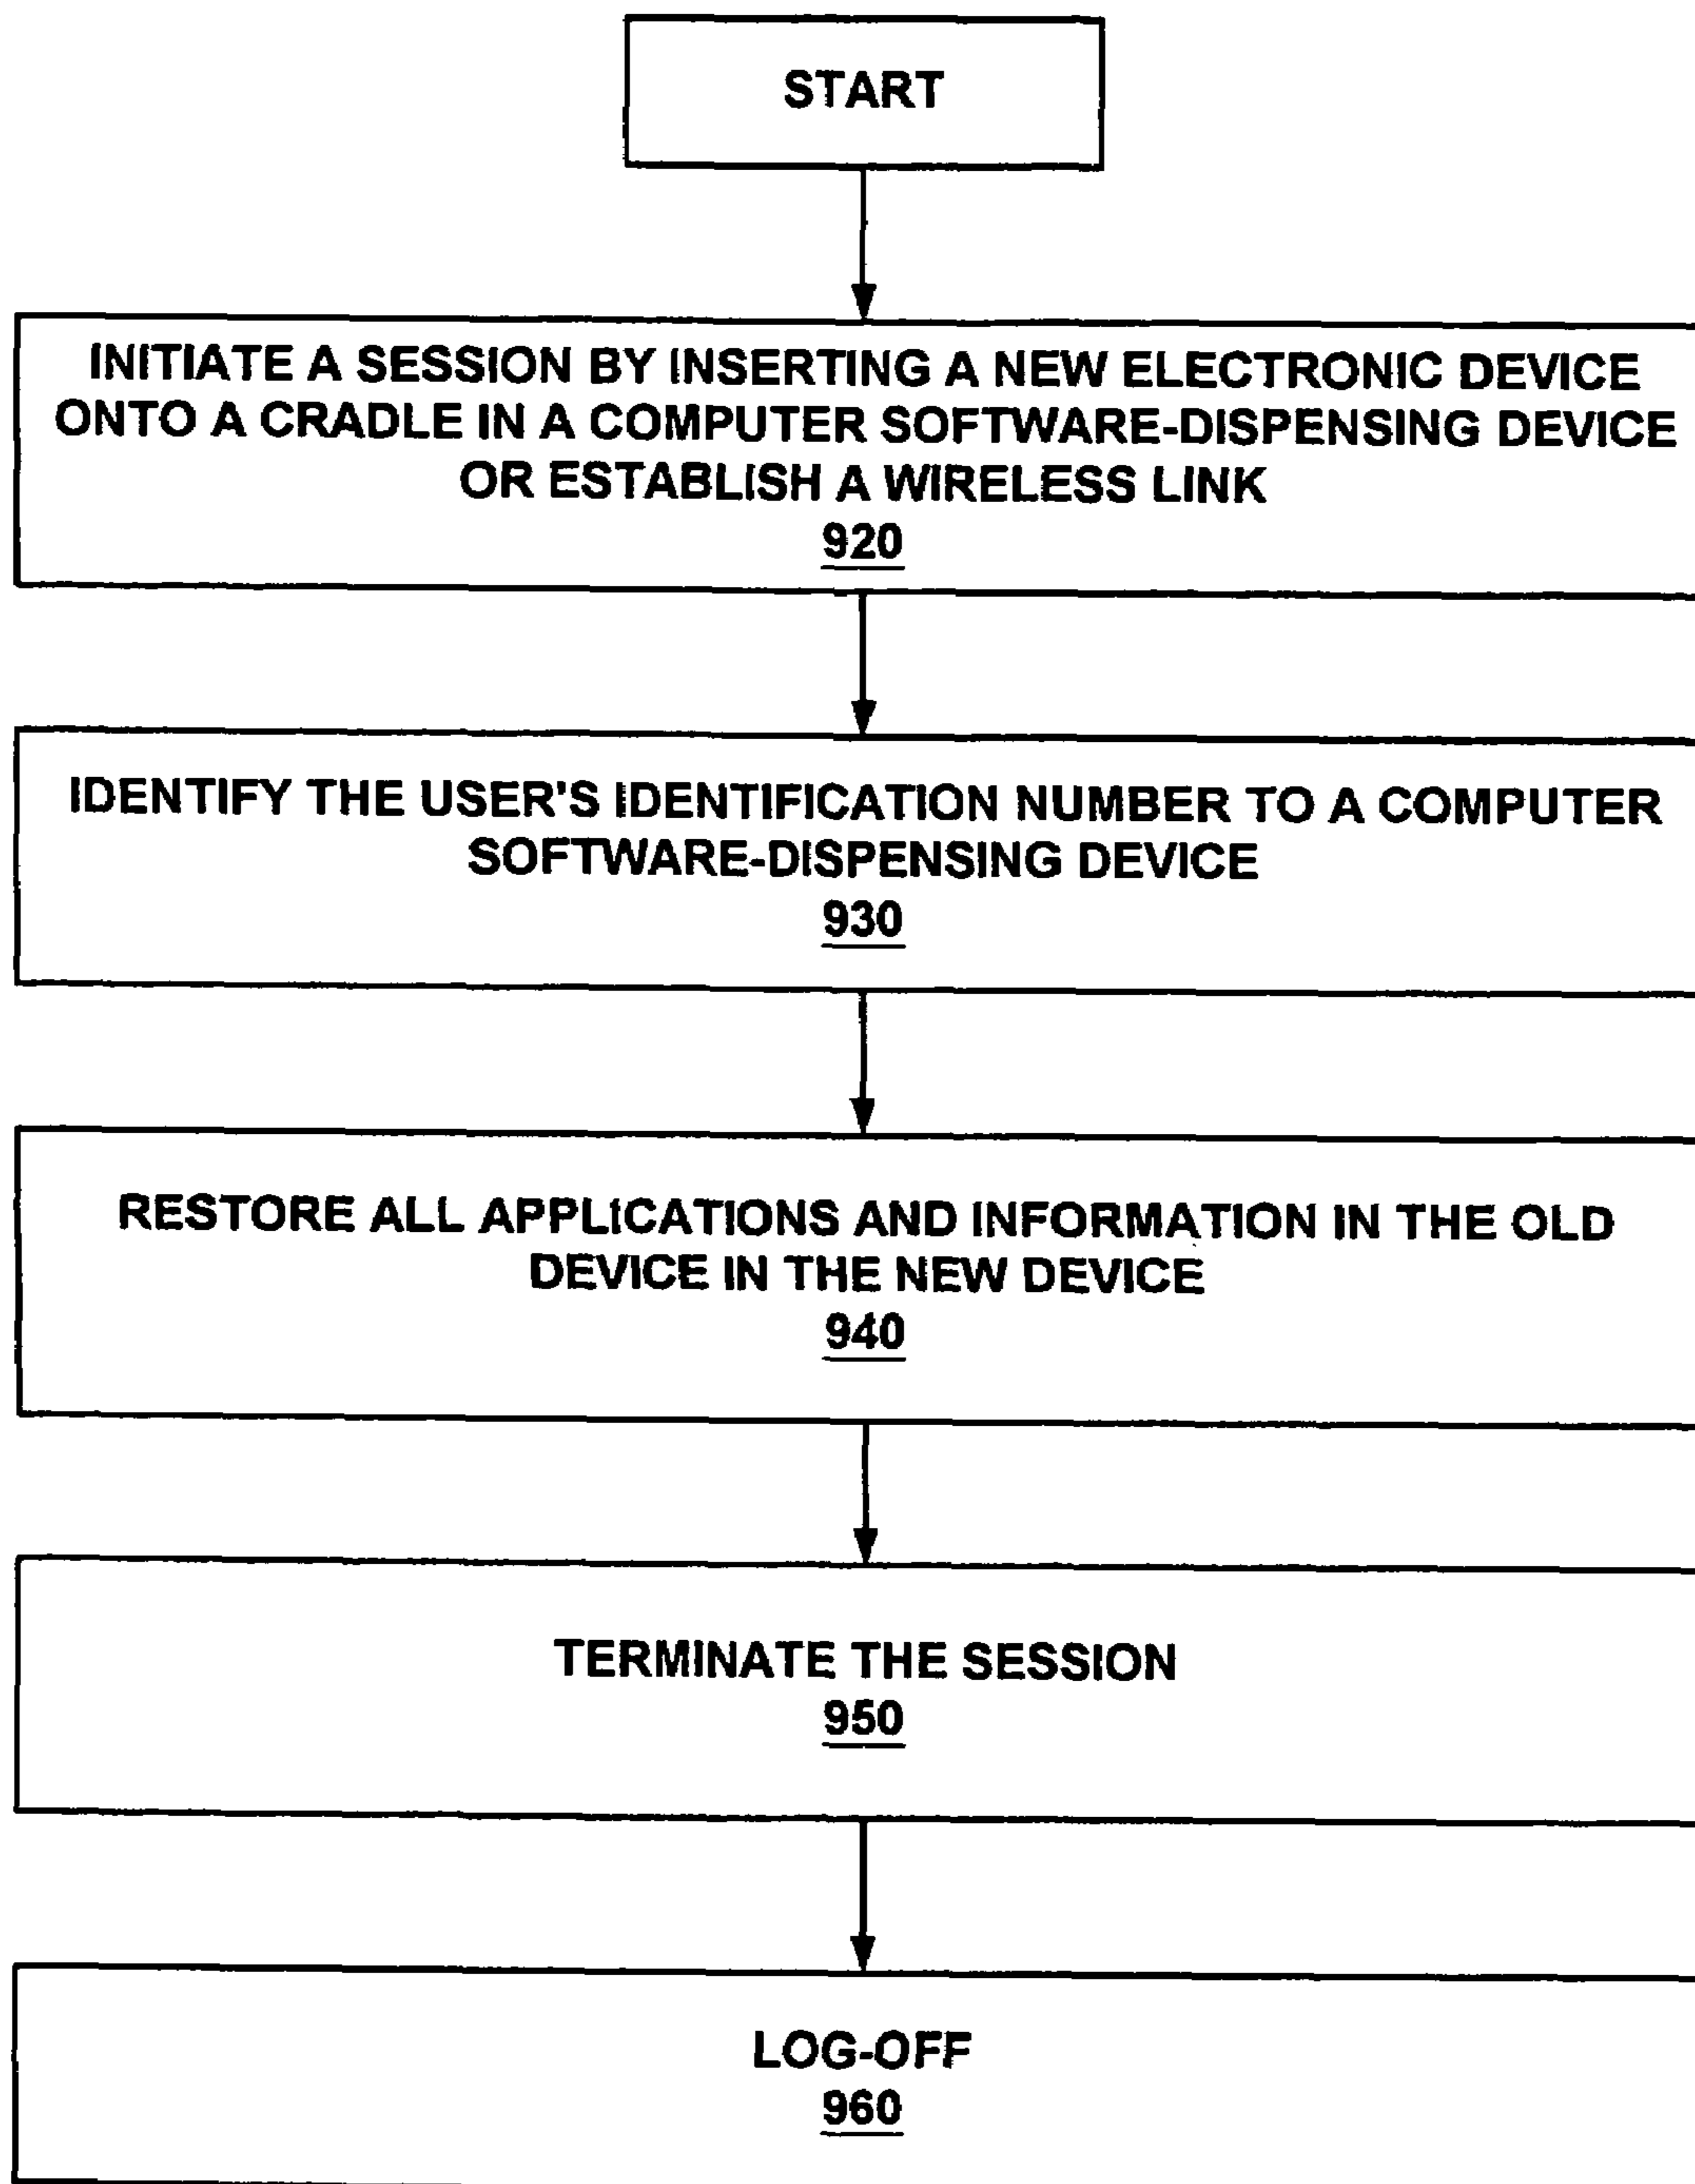 START
INITIATE A SESSION BY INSERTING A NEW ELECTRONIC DEVICE
ONTO A CRADLE IN A COMPUTER SOFTWARE-DISPENSING DEVICE
OR ESTABLISH A WIRELESS LINK
920
IDENTIFY THE USER'S IDENTIFICATION NUMBER TO A COMPUTER
SOFTWARE-DISPENSING DEVICE
930
RESTORE ALL APPLICATIONS AND INFORMATION IN THE OLD
DEVICE IN THE NEW DEVICE
940
TERMINATE THE SESSION
950
LOG-OFF
960